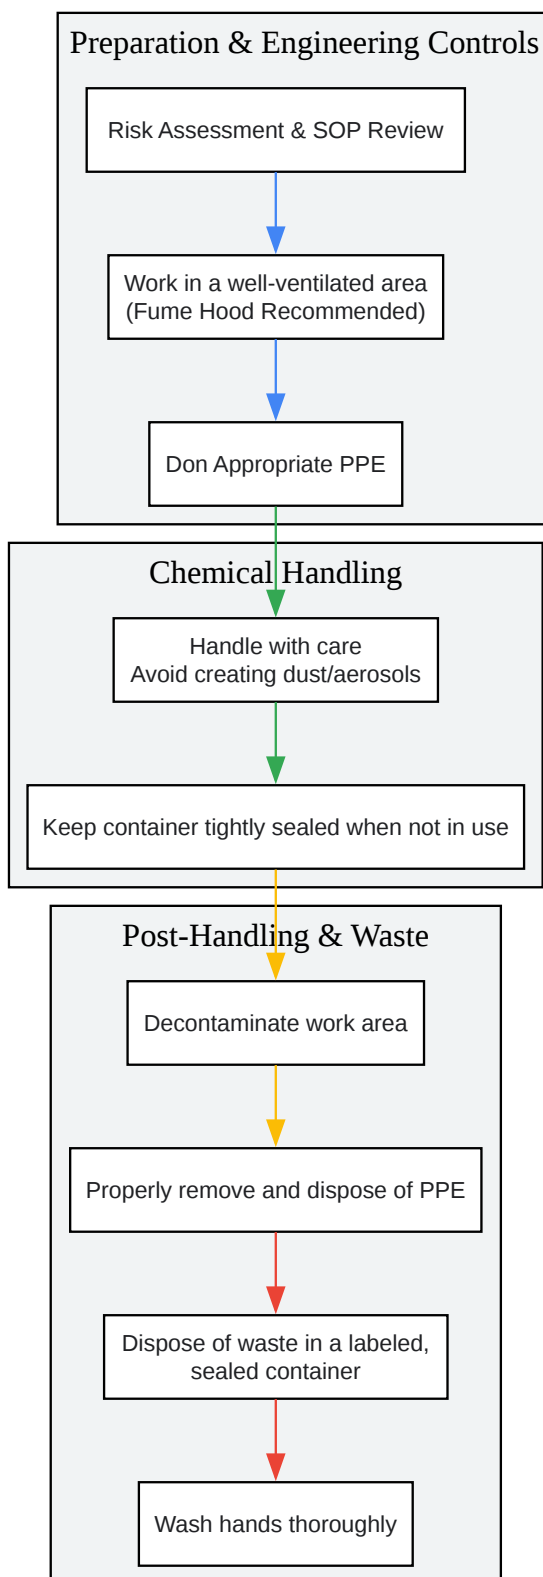 Preparation & Engineering Controls
Risk Assessment & SOP Review
Work in a well-ventilated area
(Fume Hood Recommended)
Don Appropriate PPE
Chemical Handling
Handle with care
Avoid creating dust/aerosols
Keep container tightly sealed when not in use
Post-Handling & Waste
Decontaminate work area
Properly remove and dispose of PPE
Dispose of waste in a labeled,
sealed container
Wash hands thoroughly